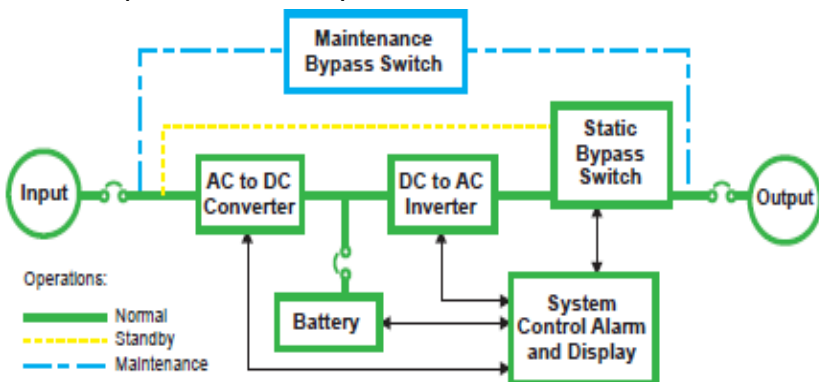 Maintenance
Bypass Switch
Static
Bypass
Switch
Input
AC to DC
Converter
DC to AC
Inverter
Output
Operations:
Normal
Standby
Maintenance
Battery
System
Control Alarm
and Display